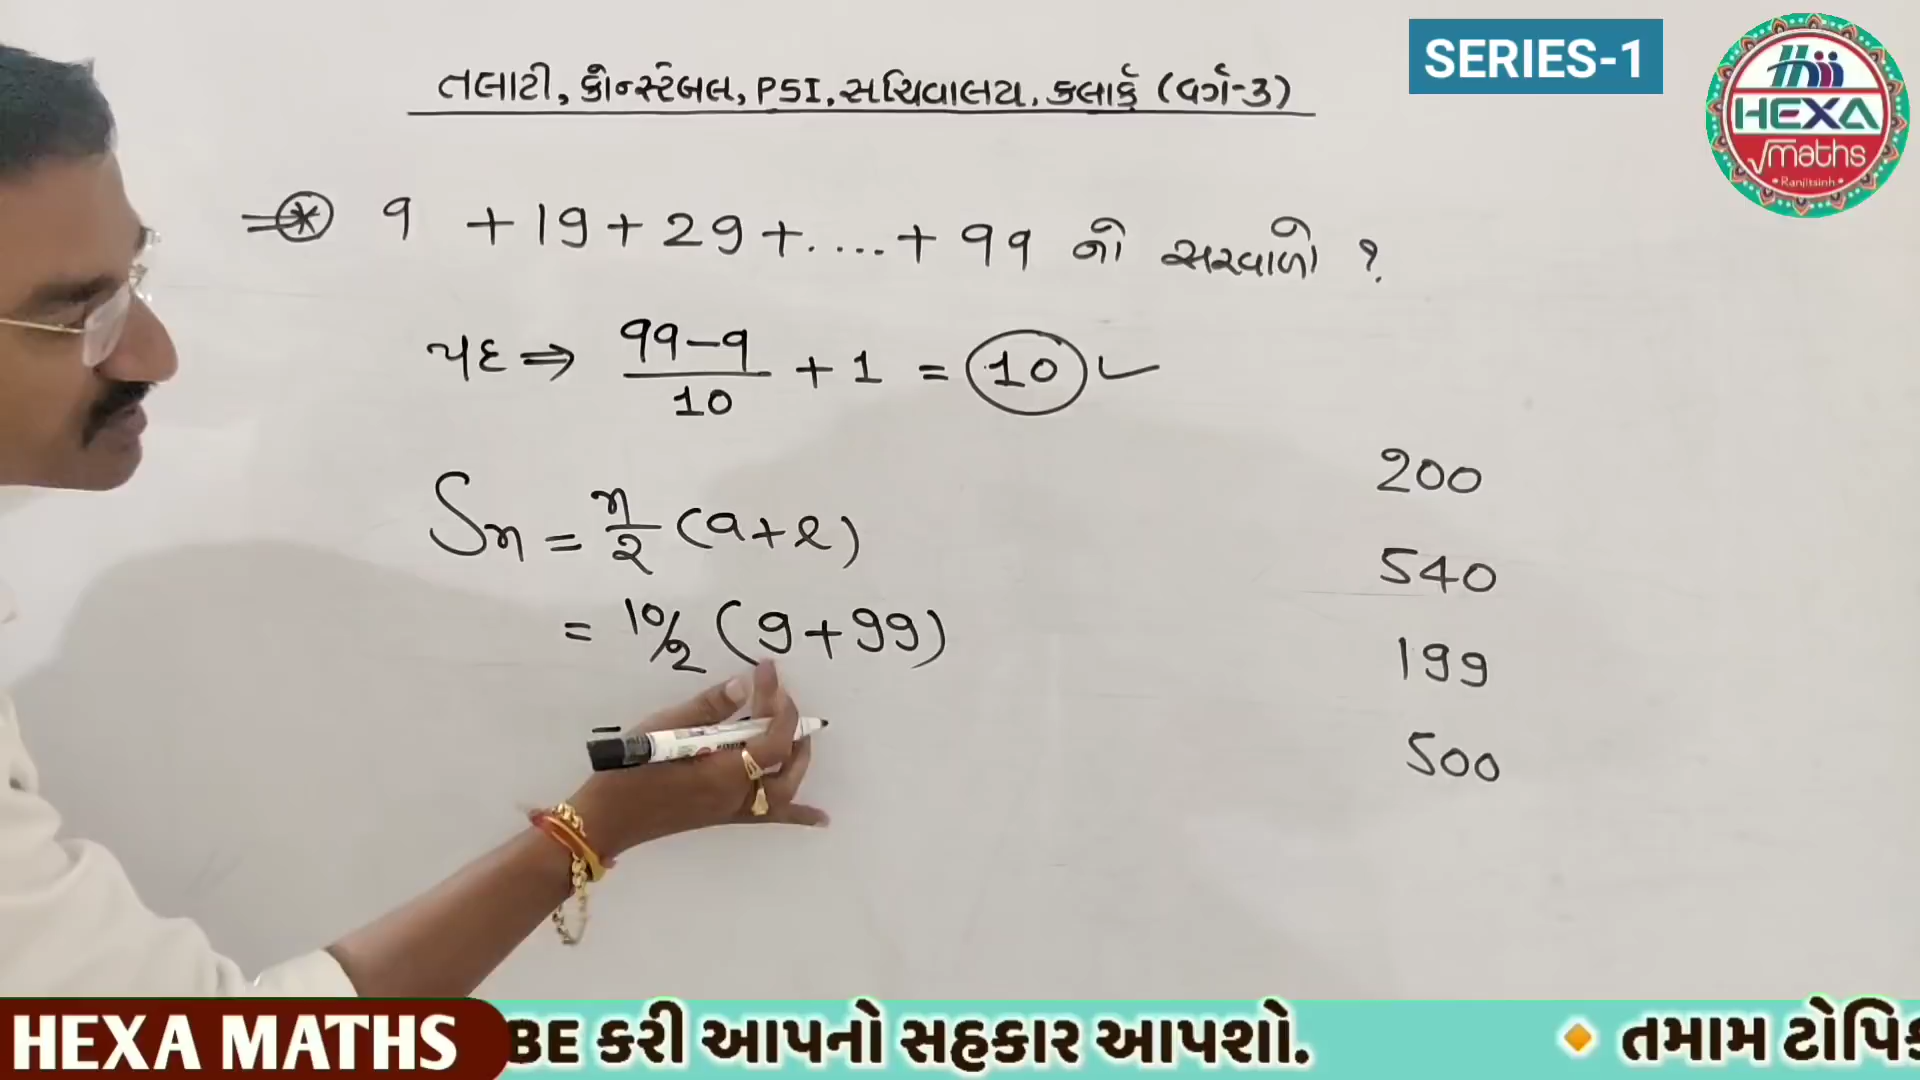 SERIES-1
HEXA
√maths
Ranjitsinh
તલાટી, કોન્સ્ટેબલ, PSI, સચિવાલય, કલાર્ક (વર્ગ-૩)
⇒* 9 + 19 + 29 + .... + 99 નો સરવાળો ?
પદ ⇒ 99-9/10 + 1 = 10 ✓
Sn = n/2 (a+l)
= 10/2 (9+99)
=
200
540
199
500
HEXA MATHS
BE કરી આપનો સહકાર આપશો.
તમામ ટોપિક